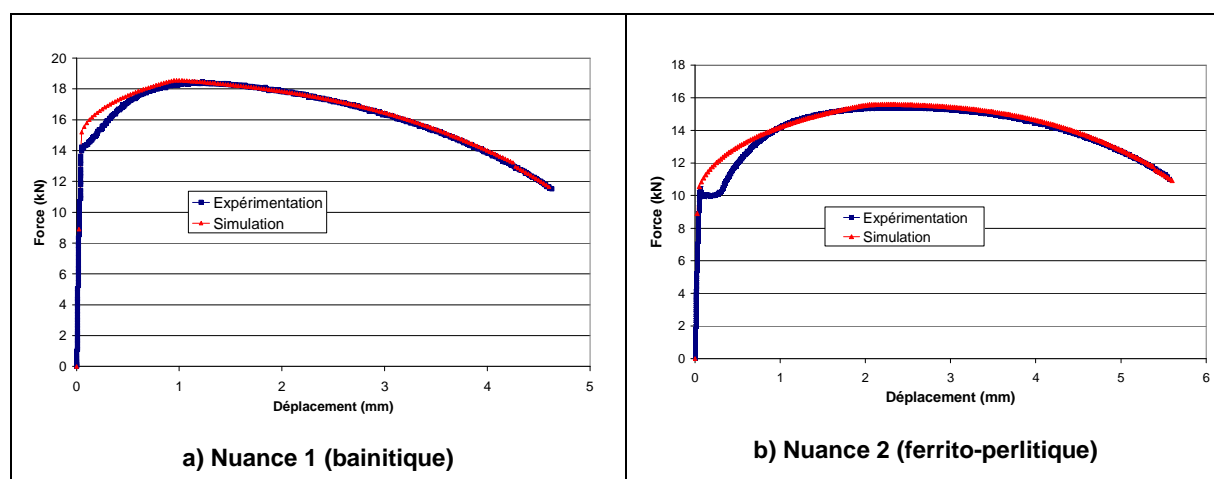 20
18
16
14
12
10
8
6
4
2
0
Force (kN)
Expérimentation
Simulation
0 1 2 3 4 5
Déplacement (mm)
a) Nuance 1 (bainitique)
18
16
14
12
10
8
6
4
2
0
Force (kN)
Expérimentation
Simulation
0 1 2 3 4 5 6
Déplacement (mm)
b) Nuance 2 (ferrito-perlitique)